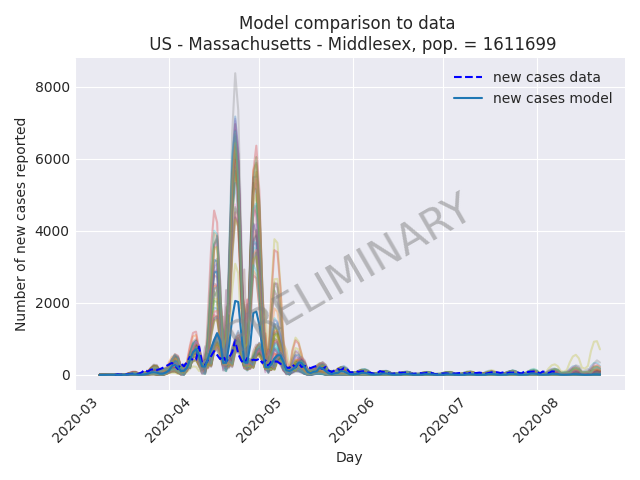 Model comparison to data
US - Massachusetts - Middlesex, pop. = 1611699
new cases data
new cases model
Number of new cases reported
8000
6000
4000
2000
0
PRELIMINARY
2020-03
2020-04
2020-05
2020-06
2020-07
2020-08
Day